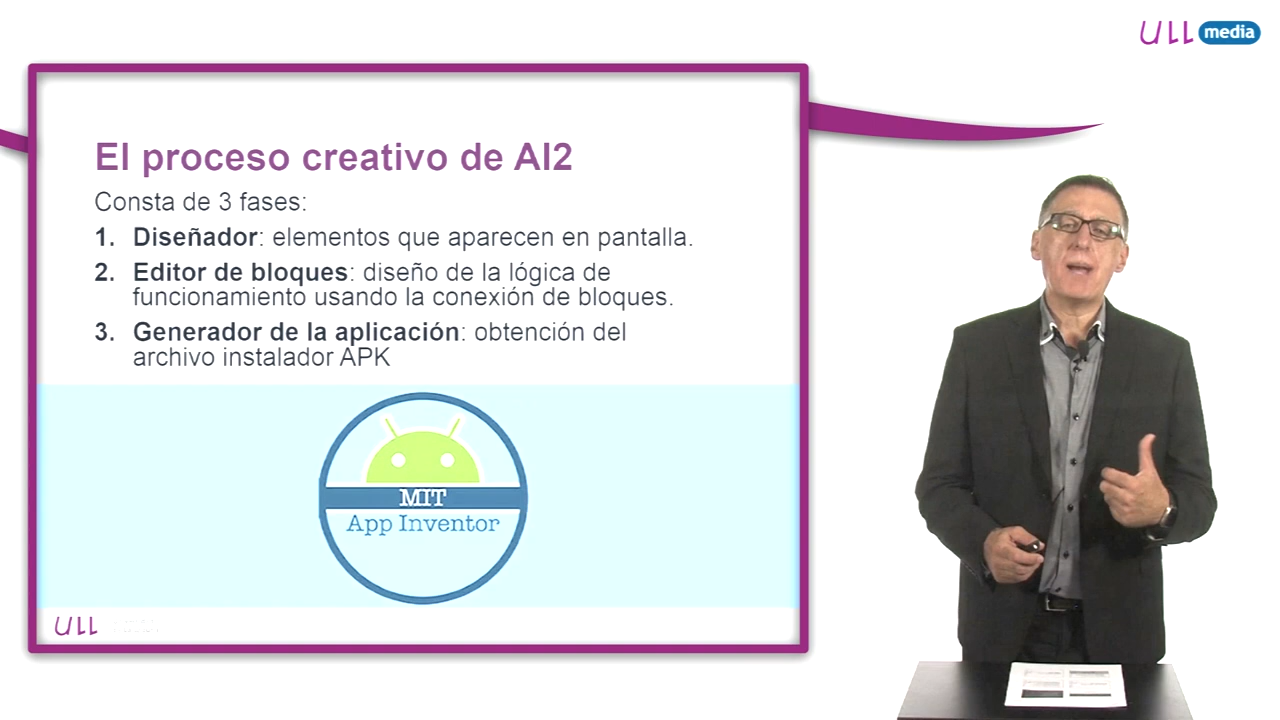 ULL media
El proceso creativo de AI2
Consta de 3 fases:
1. Diseñador: elementos que aparecen en pantalla.
2. Editor de bloques: diseño de la lógica de
funcionamiento usando la conexión de bloques.
3. Generador de la aplicación: obtención del
archivo instalador APK
MIT
App Inventor
ULL